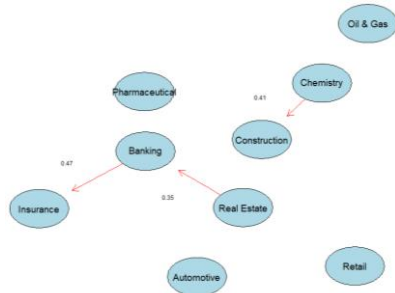 Oil & Gas
Chemistry
Pharmaceutical
0.41
Construction
Banking
0.47
0.35
Insurance
Real Estate
Retail
Automotive